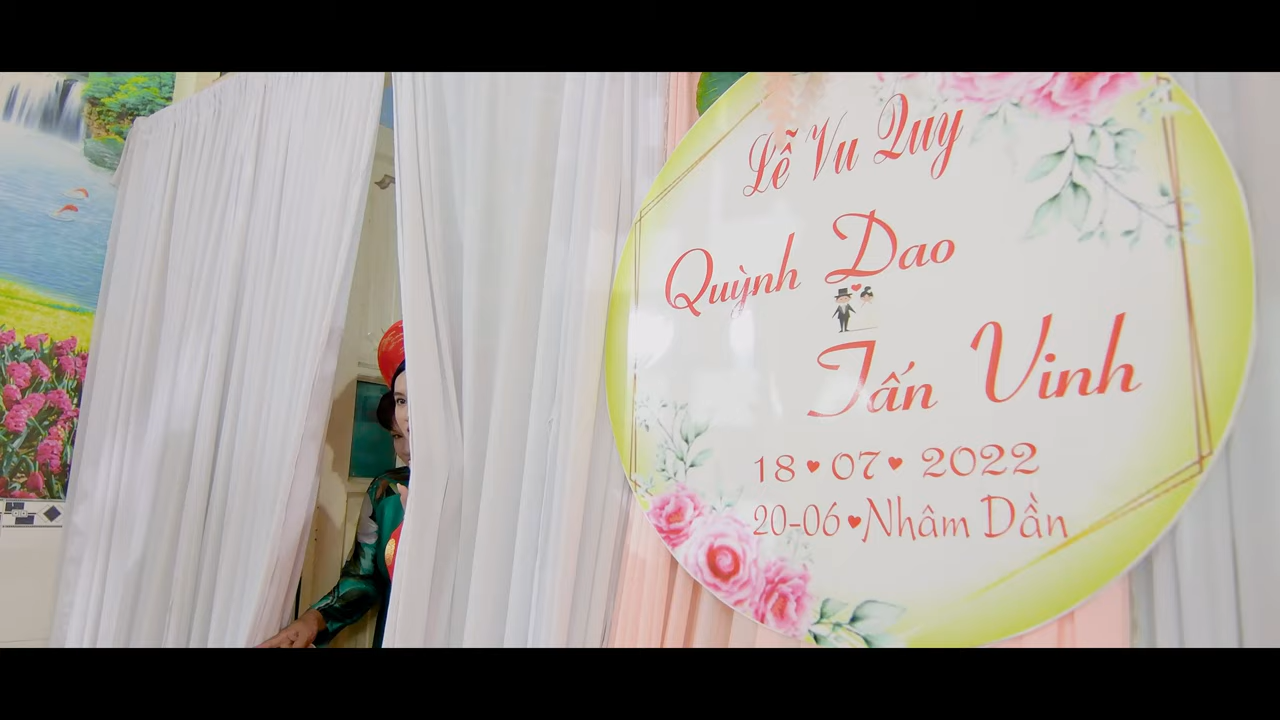 Lễ Vu Quy
Quỳnh Dao
Tấn Vinh
18♥07♥2022
20-06♥Nhâm Dần